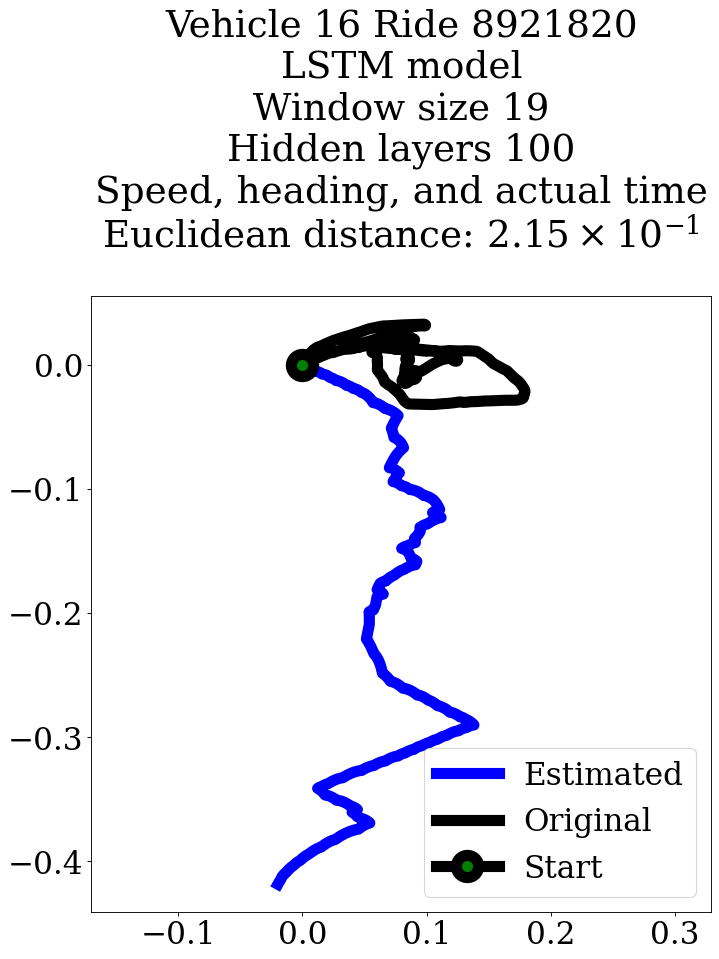 Vehicle 16 Ride 8921820
LSTM model
Window size 19
Hidden layers 100
Speed, heading, and actual time
Euclidean distance: 2.15 × 10⁻¹
0.0
−0.1
−0.2
−0.3
−0.4
Estimated
Original
Start
−0.1 0.0 0.1 0.2 0.3